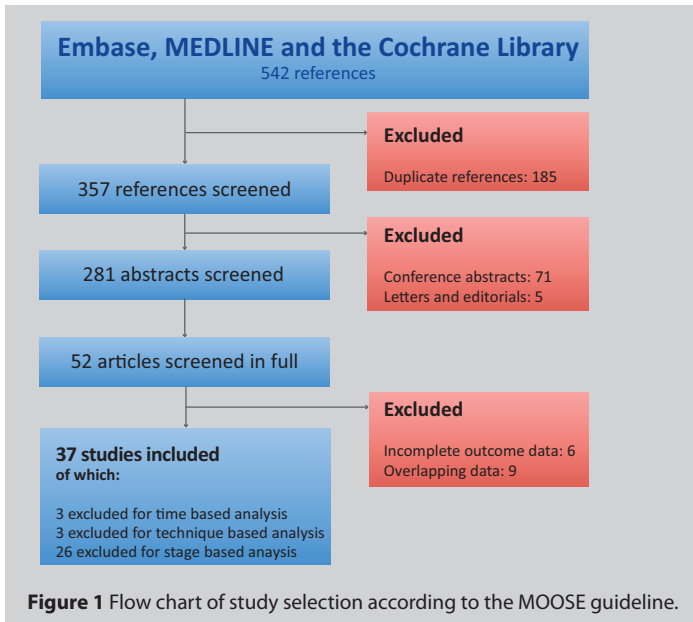 Embase, MEDLINE and the Cochrane Library
542 references
Excluded
Duplicate references: 185
357 references screened
Excluded
Conference abstracts: 71
Letters and editorials: 5
281 abstracts screened
52 articles screened in full
Excluded
Incomplete outcome data: 6
Overlapping data: 9
37 studies included
of which:
3 excluded for time based analysis
3 excluded for technique based analysis
26 excluded for stage based anaysis
Figure 1 Flow chart of study selection according to the MOOSE guideline.